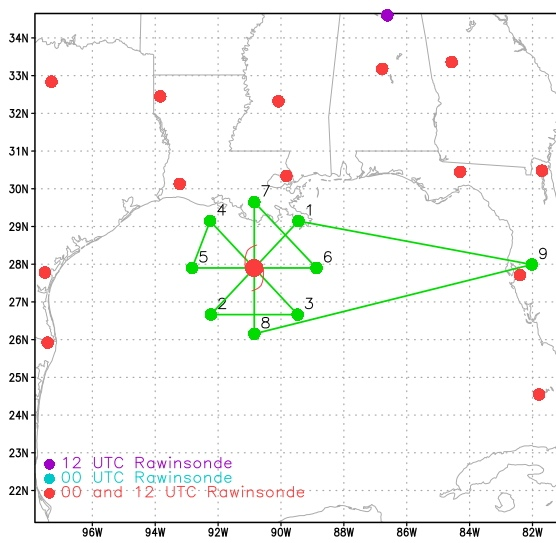 34N
33N
32N
31N
30N
29N
28N
27N
26N
25N
24N
23N
22N
7
4
1
5
6
9
2
3
8
12 UTC Rawinsonde
00 UTC Rawinsonde
00 and 12 UTC Rawinsonde
96W 94W 92W 90W 88W 86W 84W 82W